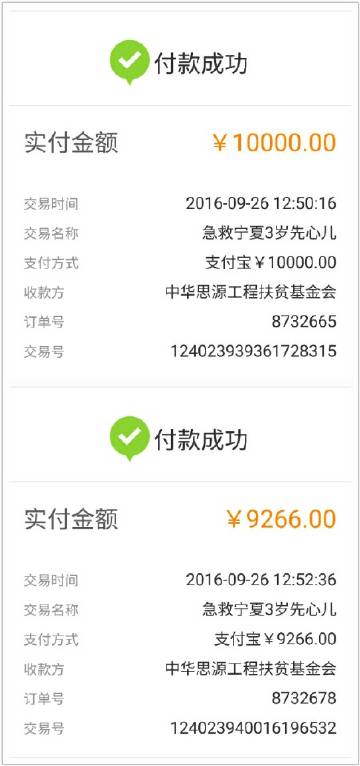 付款成功
实付金额 ￥10000.00
交易时间 2016-09-26 12:50:16
交易名称 急救宁夏3岁先心儿
支付方式 支付宝￥10000.00
收款方 中华思源工程扶贫基金会
订单号 8732665
交易号 124023939361728315
付款成功
实付金额 ￥9266.00
交易时间 2016-09-26 12:52:36
交易名称 急救宁夏3岁先心儿
支付方式 支付宝￥9266.00
收款方 中华思源工程扶贫基金会
订单号 8732678
交易号 124023940016196532